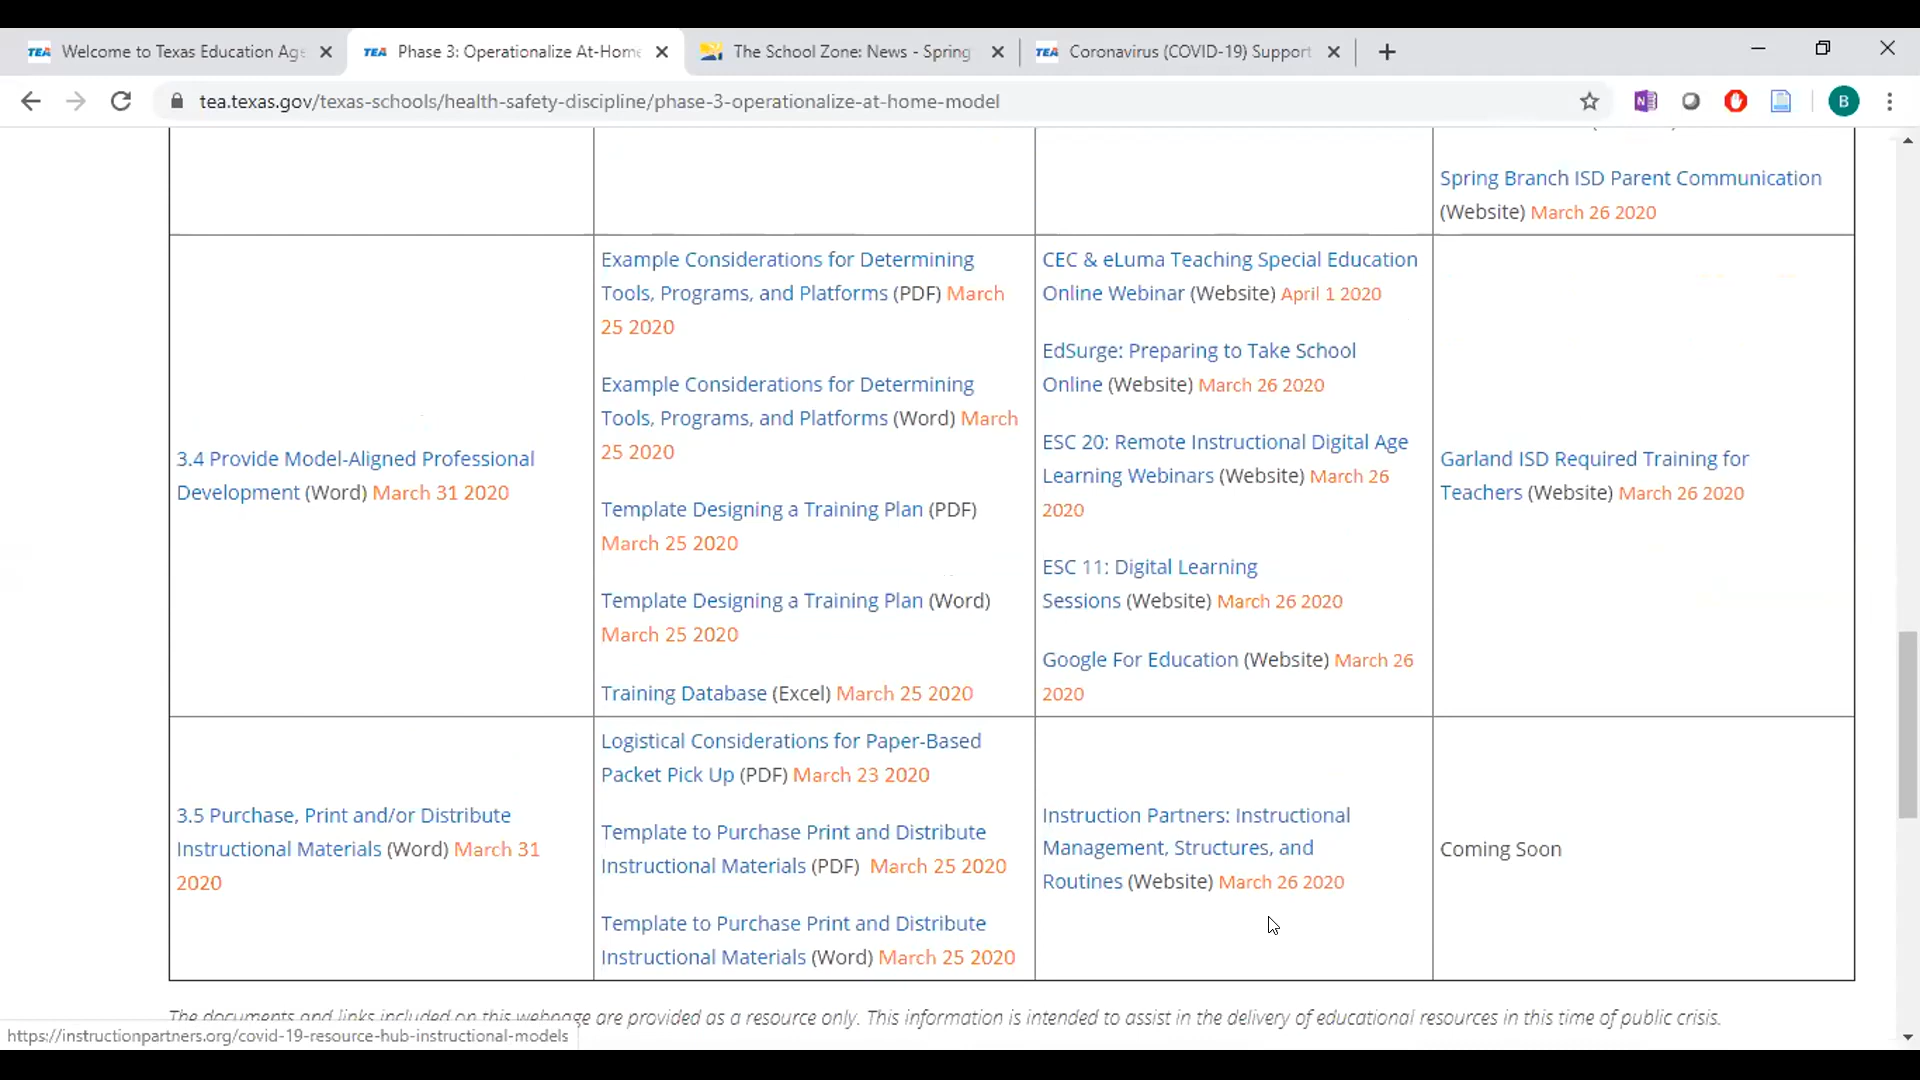 TEA Welcome to Texas Education Age
TEA Phase 3: Operationalize At-Home
The School Zone: News - Spring
TEA Coronavirus (COVID-19) Support
tea.texas.gov/texas-schools/health-safety-discipline/phase-3-operationalize-at-home-model
N
B
Spring Branch ISD Parent Communication
(Website) March 26 2020
3.4 Provide Model-Aligned Professional
Development (Word) March 31 2020
Example Considerations for Determining
Tools, Programs, and Platforms (PDF) March
25 2020
Example Considerations for Determining
Tools, Programs, and Platforms (Word) March
25 2020
Template Designing a Training Plan (PDF)
March 25 2020
Template Designing a Training Plan (Word)
March 25 2020
Training Database (Excel) March 25 2020
CEC & eLuma Teaching Special Education
Online Webinar (Website) April 1 2020
EdSurge: Preparing to Take School
Online (Website) March 26 2020
ESC 20: Remote Instructional Digital Age
Learning Webinars (Website) March 26
2020
ESC 11: Digital Learning
Sessions (Website) March 26 2020
Google For Education (Website) March 26
2020
Garland ISD Required Training for
Teachers (Website) March 26 2020
3.5 Purchase, Print and/or Distribute
Instructional Materials (Word) March 31
2020
Logistical Considerations for Paper-Based
Packet Pick Up (PDF) March 23 2020
Template to Purchase Print and Distribute
Instructional Materials (PDF) March 25 2020
Template to Purchase Print and Distribute
Instructional Materials (Word) March 25 2020
Instruction Partners: Instructional
Management, Structures, and
Routines (Website) March 26 2020
Coming Soon
The documents and links included on this webpage are provided as a resource only. This information is intended to assist in the delivery of educational resources in this time of public crisis.
https://instructionpartners.org/covid-19-resource-hub-instructional-models